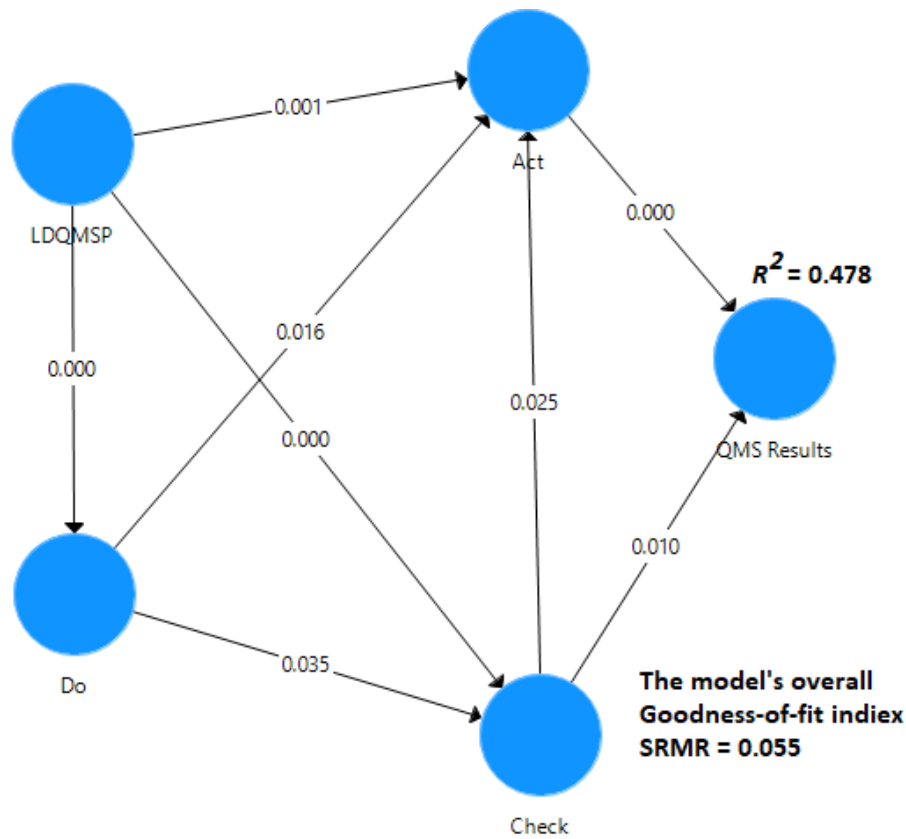 0.001
Act
LDQMSP
0.000
R² = 0.478
0.016
0.000
0.025
0.000
QMS Results
0.010
0.035
Do
The model's overall
Goodness-of-fit indiex
SRMR = 0.055
Check